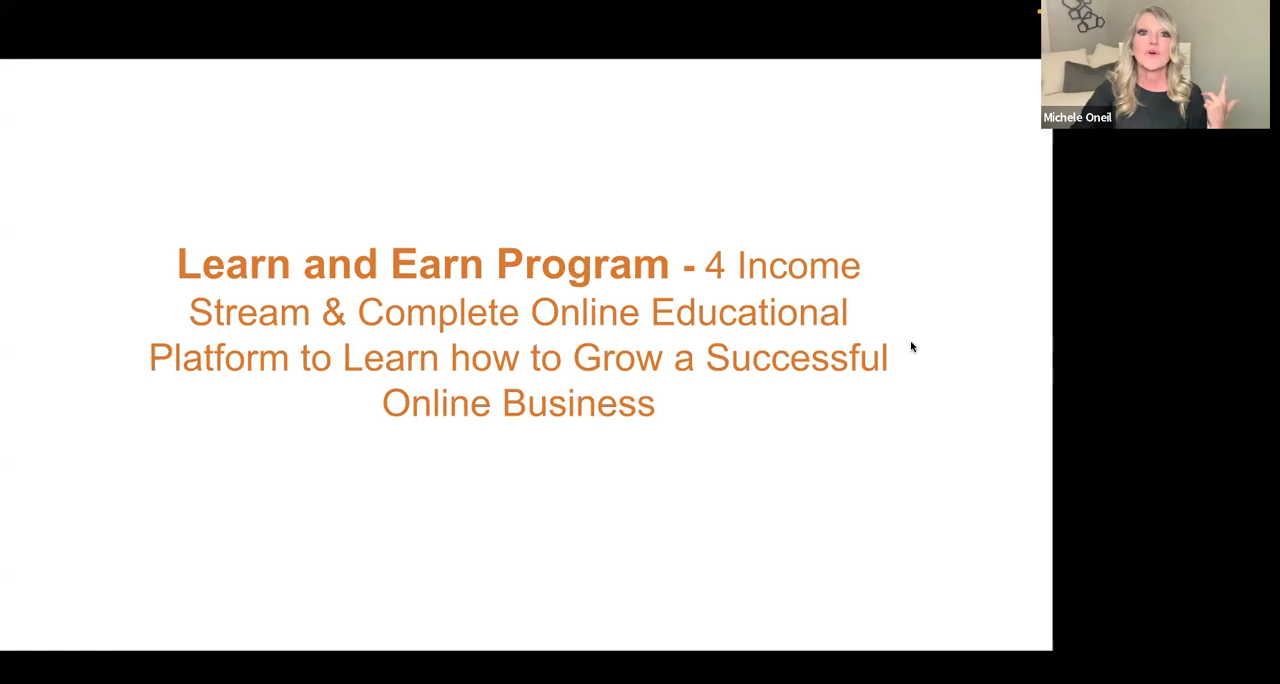 Michele Oneil
Learn and Earn Program - 4 Income
Stream & Complete Online Educational
Platform to Learn how to Grow a Successful
Online Business